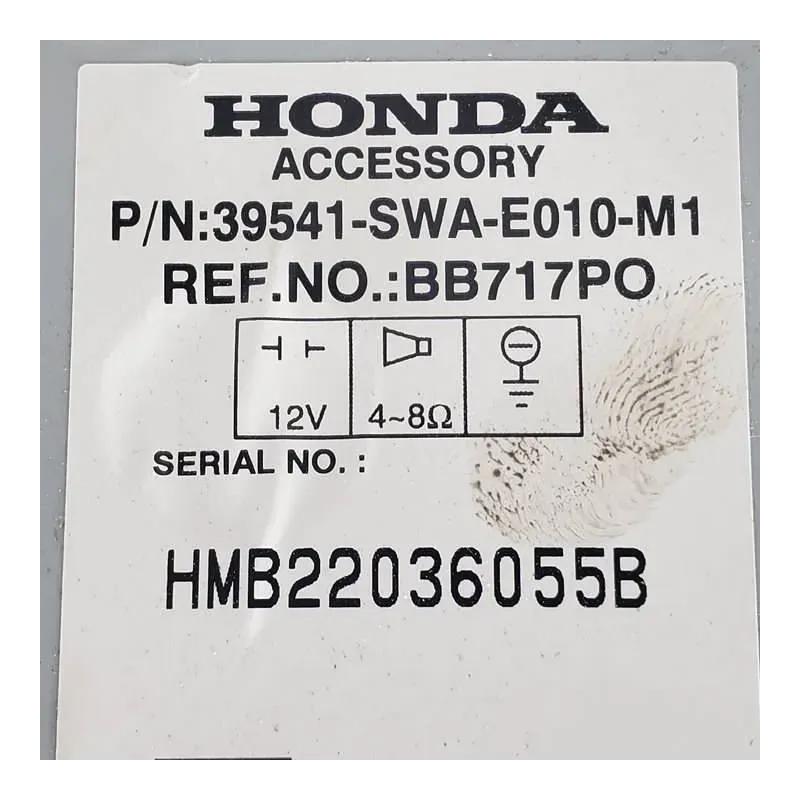 HONDA
ACCESSORY
P/N:39541-SWA-E010-M1
REF.NO.:BB717PO
12V 4~8Ω
SERIAL NO. :
HMB22036055B